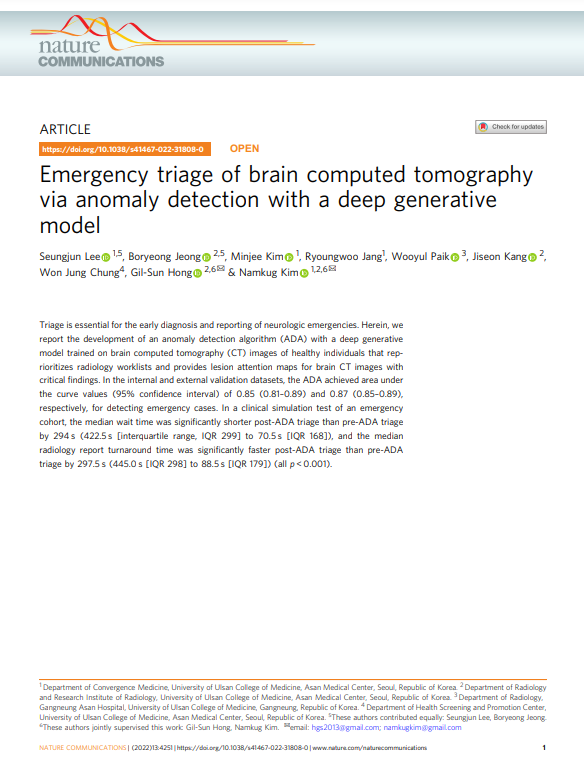 nature
COMMUNICATIONS
ARTICLE
Check for updates
https://doi.org/10.1038/s41467-022-31808-0
OPEN
Emergency triage of brain computed tomography
via anomaly detection with a deep generative
model
Seungjun Lee 1,5, Boryeong Jeong 2,5, Minjee Kim 1, Ryoungwoo Jang1, Wooyul Paik 3, Jiseon Kang 2,
Won Jung Chung4, Gil-Sun Hong 2,6✉ & Namkug Kim 1,2,6✉
Triage is essential for the early diagnosis and reporting of neurologic emergencies. Herein, we
report the development of an anomaly detection algorithm (ADA) with a deep generative
model trained on brain computed tomography (CT) images of healthy individuals that rep-
rioritizes radiology worklists and provides lesion attention maps for brain CT images with
critical findings. In the internal and external validation datasets, the ADA achieved area under
the curve values (95% confidence interval) of 0.85 (0.81–0.89) and 0.87 (0.85–0.89),
respectively, for detecting emergency cases. In a clinical simulation test of an emergency
cohort, the median wait time was significantly shorter post-ADA triage than pre-ADA triage
by 294 s (422.5 s [interquartile range, IQR 299] to 70.5 s [IQR 168]), and the median
radiology report turnaround time was significantly faster post-ADA triage than pre-ADA
triage by 297.5 s (445.0 s [IQR 298] to 88.5 s [IQR 179]) (all p < 0.001).
1 Department of Convergence Medicine, University of Ulsan College of Medicine, Asan Medical Center, Seoul, Republic of Korea. 2 Department of Radiology
and Research Institute of Radiology, University of Ulsan College of Medicine, Asan Medical Center, Seoul, Republic of Korea. 3 Department of Radiology,
Gangneung Asan Hospital, University of Ulsan College of Medicine, Gangneung, Republic of Korea. 4 Department of Health Screening and Promotion Center,
University of Ulsan College of Medicine, Asan Medical Center, Seoul, Republic of Korea. 5These authors contributed equally: Seungjun Lee, Boryeong Jeong.
6These authors jointly supervised this work: Gil-Sun Hong, Namkug Kim. ✉email: hgs2013@gmail.com; namkugkim@gmail.com
NATURE COMMUNICATIONS | (2022)13:4251 | https://doi.org/10.1038/s41467-022-31808-0 | www.nature.com/naturecommunications 1